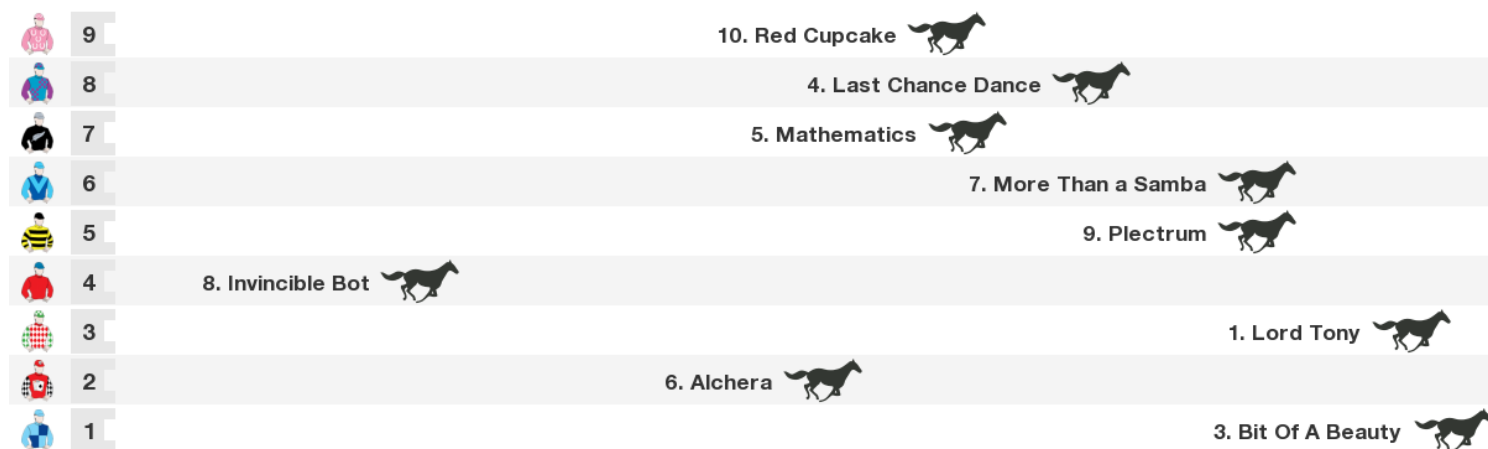 9 10. Red Cupcake
8 4. Last Chance Dance
7 5. Mathematics
6 7. More Than a Samba
5 9. Plectrum
4 8. Invincible Bot
3 1. Lord Tony
2 6. Alchera
1 3. Bit Of A Beauty